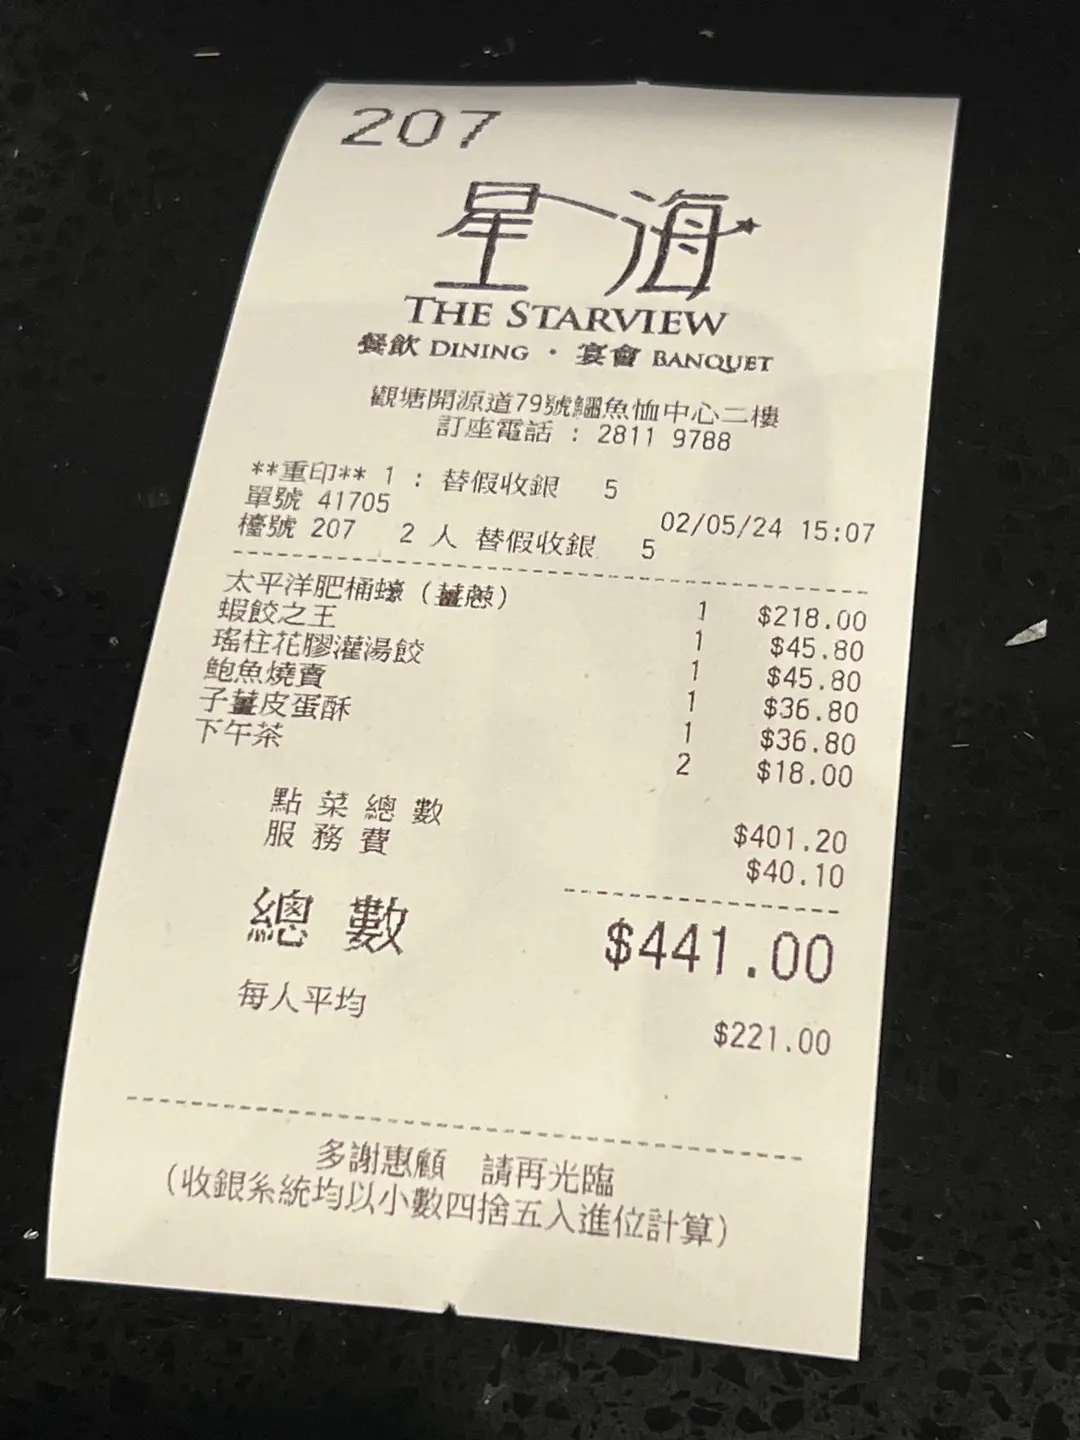 207
星海
THE STARVIEW
餐飲 DINING · 宴會 BANQUET
觀塘開源道79號鱷魚恤中心二樓
訂座電話 : 2811 9788
**重印** 1 : 替假收銀 5
單號 41705 02/05/24 15:07
檯號 207 2 人 替假收銀 5
太平洋肥桶蠔 (薑蔥) 1 $218.00
蝦餃之王 1 $45.80
瑤柱花膠灌湯餃 1 $45.80
鮑魚燒賣 1 $36.80
子薑皮蛋酥 1 $36.80
下午茶 2 $18.00
點菜總數 $401.20
服務費 $40.10
總數 $441.00
每人平均 $221.00
多謝惠顧 請再光臨
(收銀系統均以小數四捨五入進位計算)